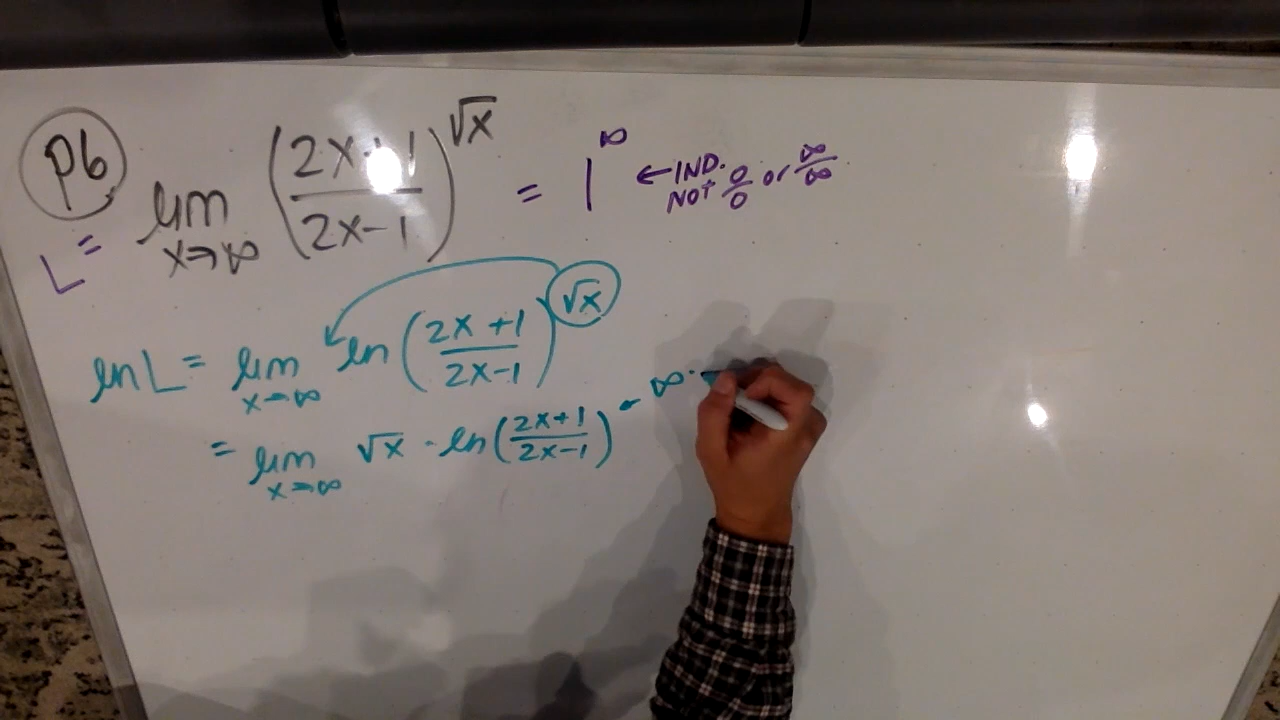 P6
L = lim x→∞ ((2x+1)/(2x-1))^√x = 1^∞ ← IND. NOT 0/0 or ∞/∞
ln L = lim x→∞ ln ((2x+1)/(2x-1))^√x
= lim x→∞ √x · ln ((2x+1)/(2x-1)) ← ∞ ·